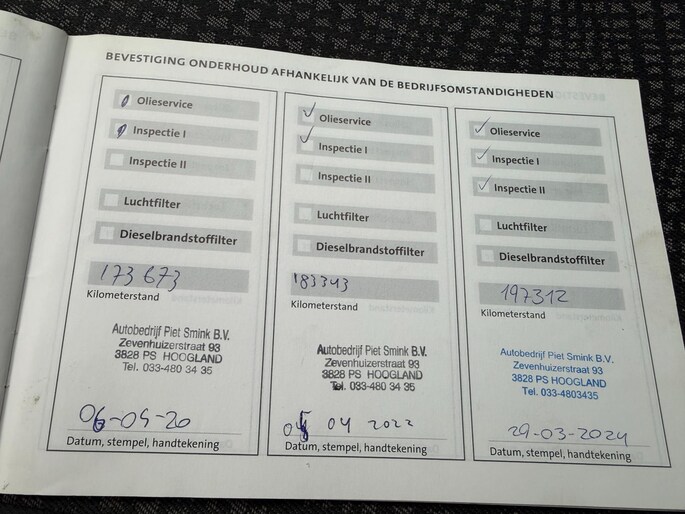 BEVESTIGING ONDERHOUD AFHANKELIJK VAN DE BEDRIJFSOMSTANDIGHEDEN
Olieservice
Inspectie I
Inspectie II
Luchtfilter
Dieselbrandstoffilter
173 673
Kilometerstand
Autobedrijf Piet Smink B.V.
Zevenhuizerstraat 93
3828 PS HOOGLAND
Tel. 033-480 34 35
06-05-20
Datum, stempel, handtekening
Olieservice
Inspectie I
Inspectie II
Luchtfilter
Dieselbrandstoffilter
183343
Kilometerstand
Autobedrijf Piet Smink B.V.
Zevenhuizerstraat 93
3828 PS HOOGLAND
Tel. 033-480 34 35
04 2022
Datum, stempel, handtekening
Olieservice
Inspectie I
Inspectie II
Luchtfilter
Dieselbrandstoffilter
197312
Kilometerstand
Autobedrijf Piet Smink B.V.
Zevenhuizerstraat 93
3828 PS HOOGLAND
Tel. 033-4803435
29-03-2024
Datum, stempel, handtekening